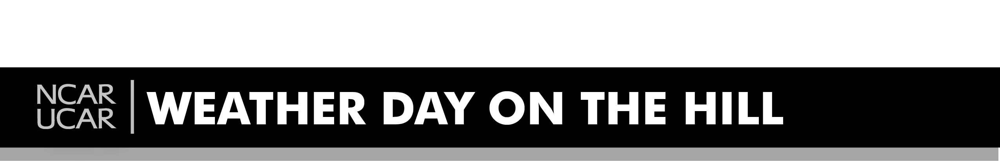 NCAR
UCAR
WEATHER DAY ON THE HILL